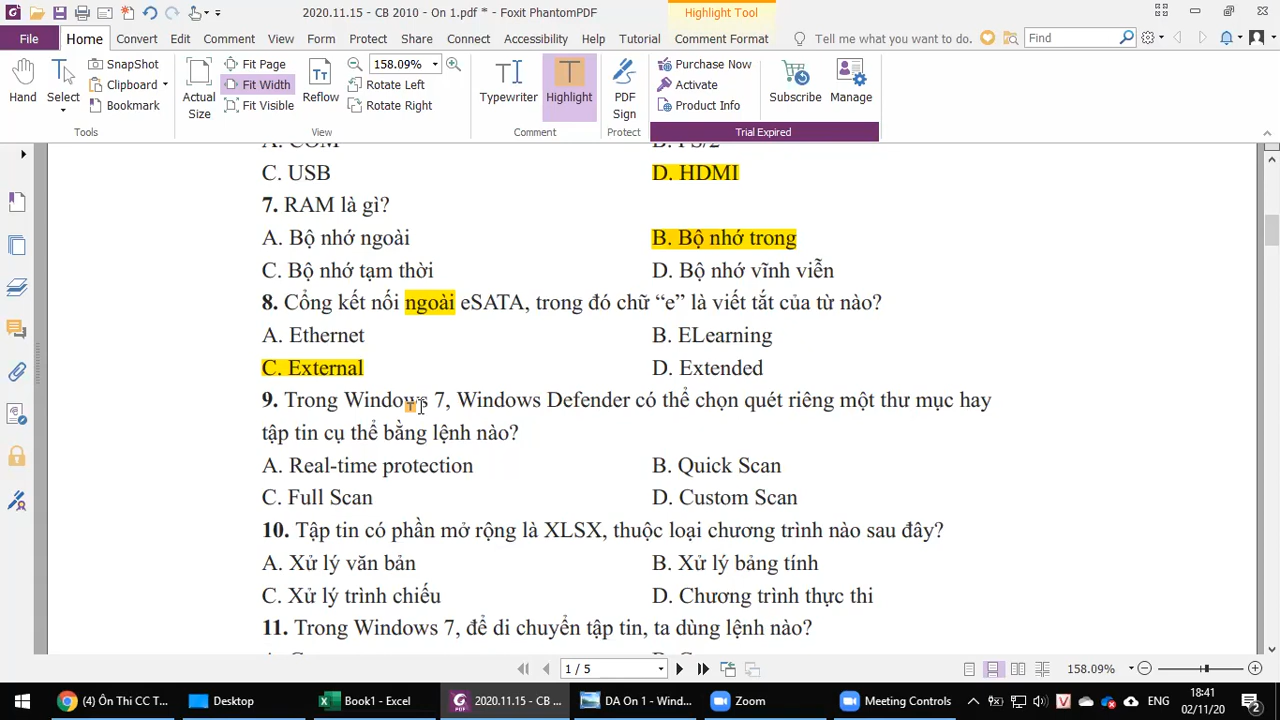 2020.11.15 - CB 2010 - On 1.pdf * - Foxit PhantomPDF
Highlight Tool
File Home Convert Edit Comment View Form Protect Share Connect Accessibility Help Tutorial Comment Format Tell me what you want to do.. Find
Hand
Select
SnapShot
Clipboard
Bookmark
Tools
Actual Size
Fit Page
Fit Width
Fit Visible
Reflow
158.09%
Rotate Left
Rotate Right
View
Typewriter
Highlight
Comment
PDF Sign
Protect
Purchase Now
Activate
Product Info
Subscribe
Manage
Trial Expired
A. COM B. PS/2
C. USB D. HDMI
7. RAM là gì?
A. Bộ nhớ ngoài B. Bộ nhớ trong
C. Bộ nhớ tạm thời D. Bộ nhớ vĩnh viễn
8. Cổng kết nối ngoài eSATA, trong đó chữ “e” là viết tắt của từ nào?
A. Ethernet B. ELearning
C. External D. Extended
9. Trong Windows 7, Windows Defender có thể chọn quét riêng một thư mục hay
tập tin cụ thể bằng lệnh nào?
A. Real-time protection B. Quick Scan
C. Full Scan D. Custom Scan
10. Tập tin có phần mở rộng là XLSX, thuộc loại chương trình nào sau đây?
A. Xử lý văn bản B. Xử lý bảng tính
C. Xử lý trình chiếu D. Chương trình thực thi
11. Trong Windows 7, để di chuyển tập tin, ta dùng lệnh nào?
1 / 5
158.09%
(4) Ôn Thi CC T... Desktop Book1 - Excel 2020.11.15 - CB ... DA On 1 - Wind... Zoom Meeting Controls ENG
18:41
02/11/20
2